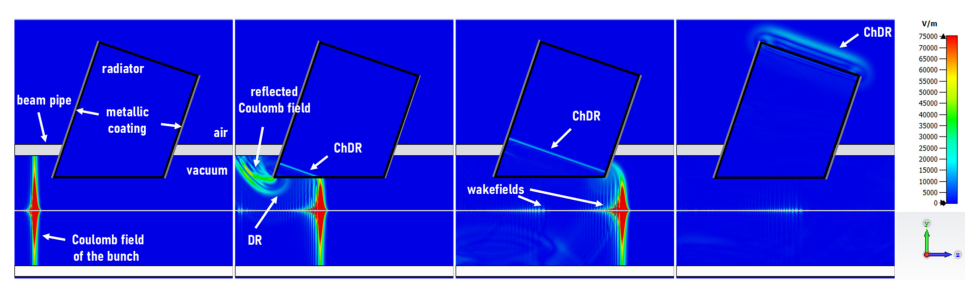 V/m
75000
70000
65000
60000
55000
50000
45000
40000
35000
30000
25000
20000
15000
10000
5000
0
radiator
beam pipe
metallic
coating
air
vacuum
Coulomb field
of the bunch
reflected
Coulomb field
ChDR
DR
ChDR
wakefields
ChDR
y
z